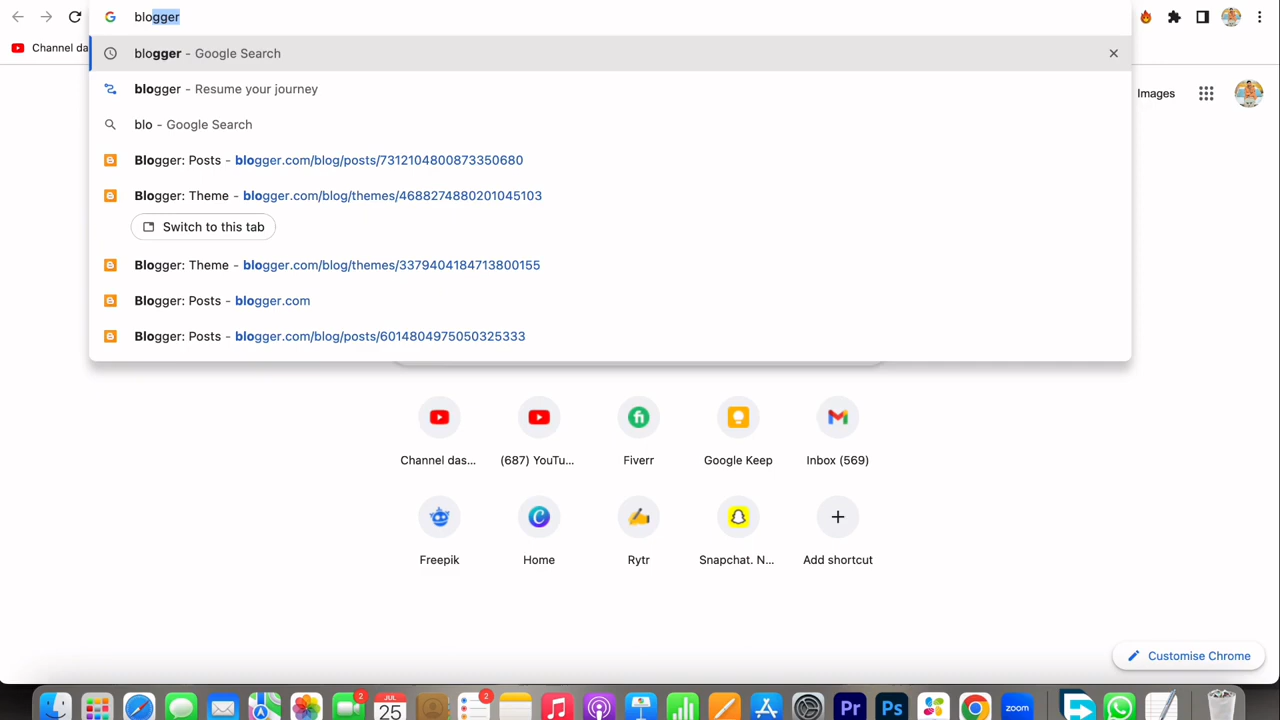 blogger
Channel da
blogger – Google Search
blogger – Resume your journey
blo – Google Search
Blogger: Posts – blogger.com/blog/posts/7312104800873350680
Blogger: Theme – blogger.com/blog/themes/4688274880201045103
Switch to this tab
Blogger: Theme – blogger.com/blog/themes/3379404184713800155
Blogger: Posts – blogger.com
Blogger: Posts – blogger.com/blog/posts/6014804975050325333
Images
Channel das...
(687) YouTu...
Fiverr
Google Keep
Inbox (569)
Freepik
Home
Rytr
Snapchat. N...
Add shortcut
Customise Chrome
2
JUL
25
2
Pr
Ps
zoom